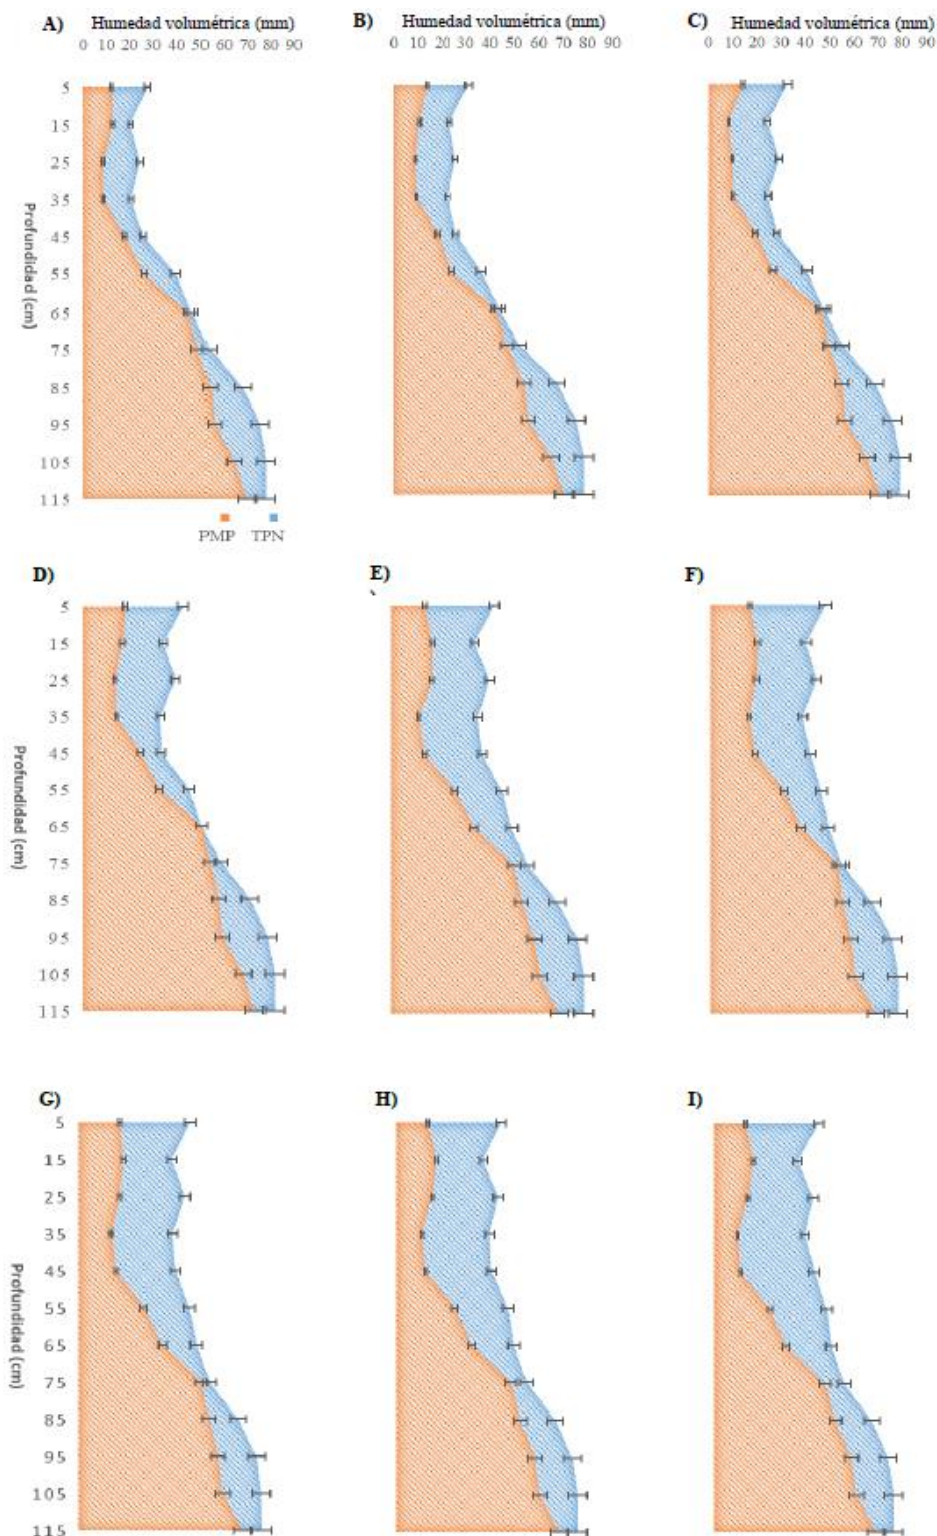 A) Humedad volumétrica (mm)
0 10 20 30 40 50 60 70 80 90
B) Humedad volumétrica (mm)
0 10 20 30 40 50 60 70 80 90
C) Humedad volumétrica (mm)
0 10 20 30 40 50 60 70 80 90
Profundidad (cm)
5
15
25
35
45
55
65
75
85
95
105
115
PMP TPN
D)
E)
F)
Profundidad (cm)
5
15
25
35
45
55
65
75
85
95
105
115
G)
H)
I)
Profundidad (cm)
5
15
25
35
45
55
65
75
85
95
105
115